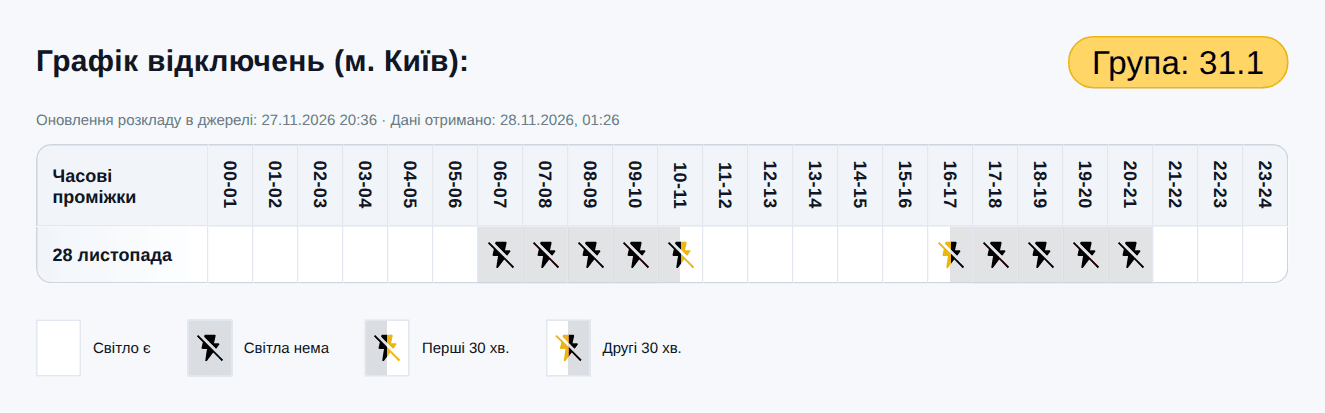 Графік відключень (м. Київ):
Група: 31.1
Оновлення розкладу в джерелі: 27.11.2026 20:36 · Дані отримано: 28.11.2026, 01:26
Часові
проміжки
00-01
01-02
02-03
03-04
04-05
05-06
06-07
07-08
08-09
09-10
10-11
11-12
12-13
13-14
14-15
15-16
16-17
17-18
18-19
19-20
20-21
21-22
22-23
23-24
28 листопада
Світло є
Світла нема
Перші 30 хв.
Другі 30 хв.